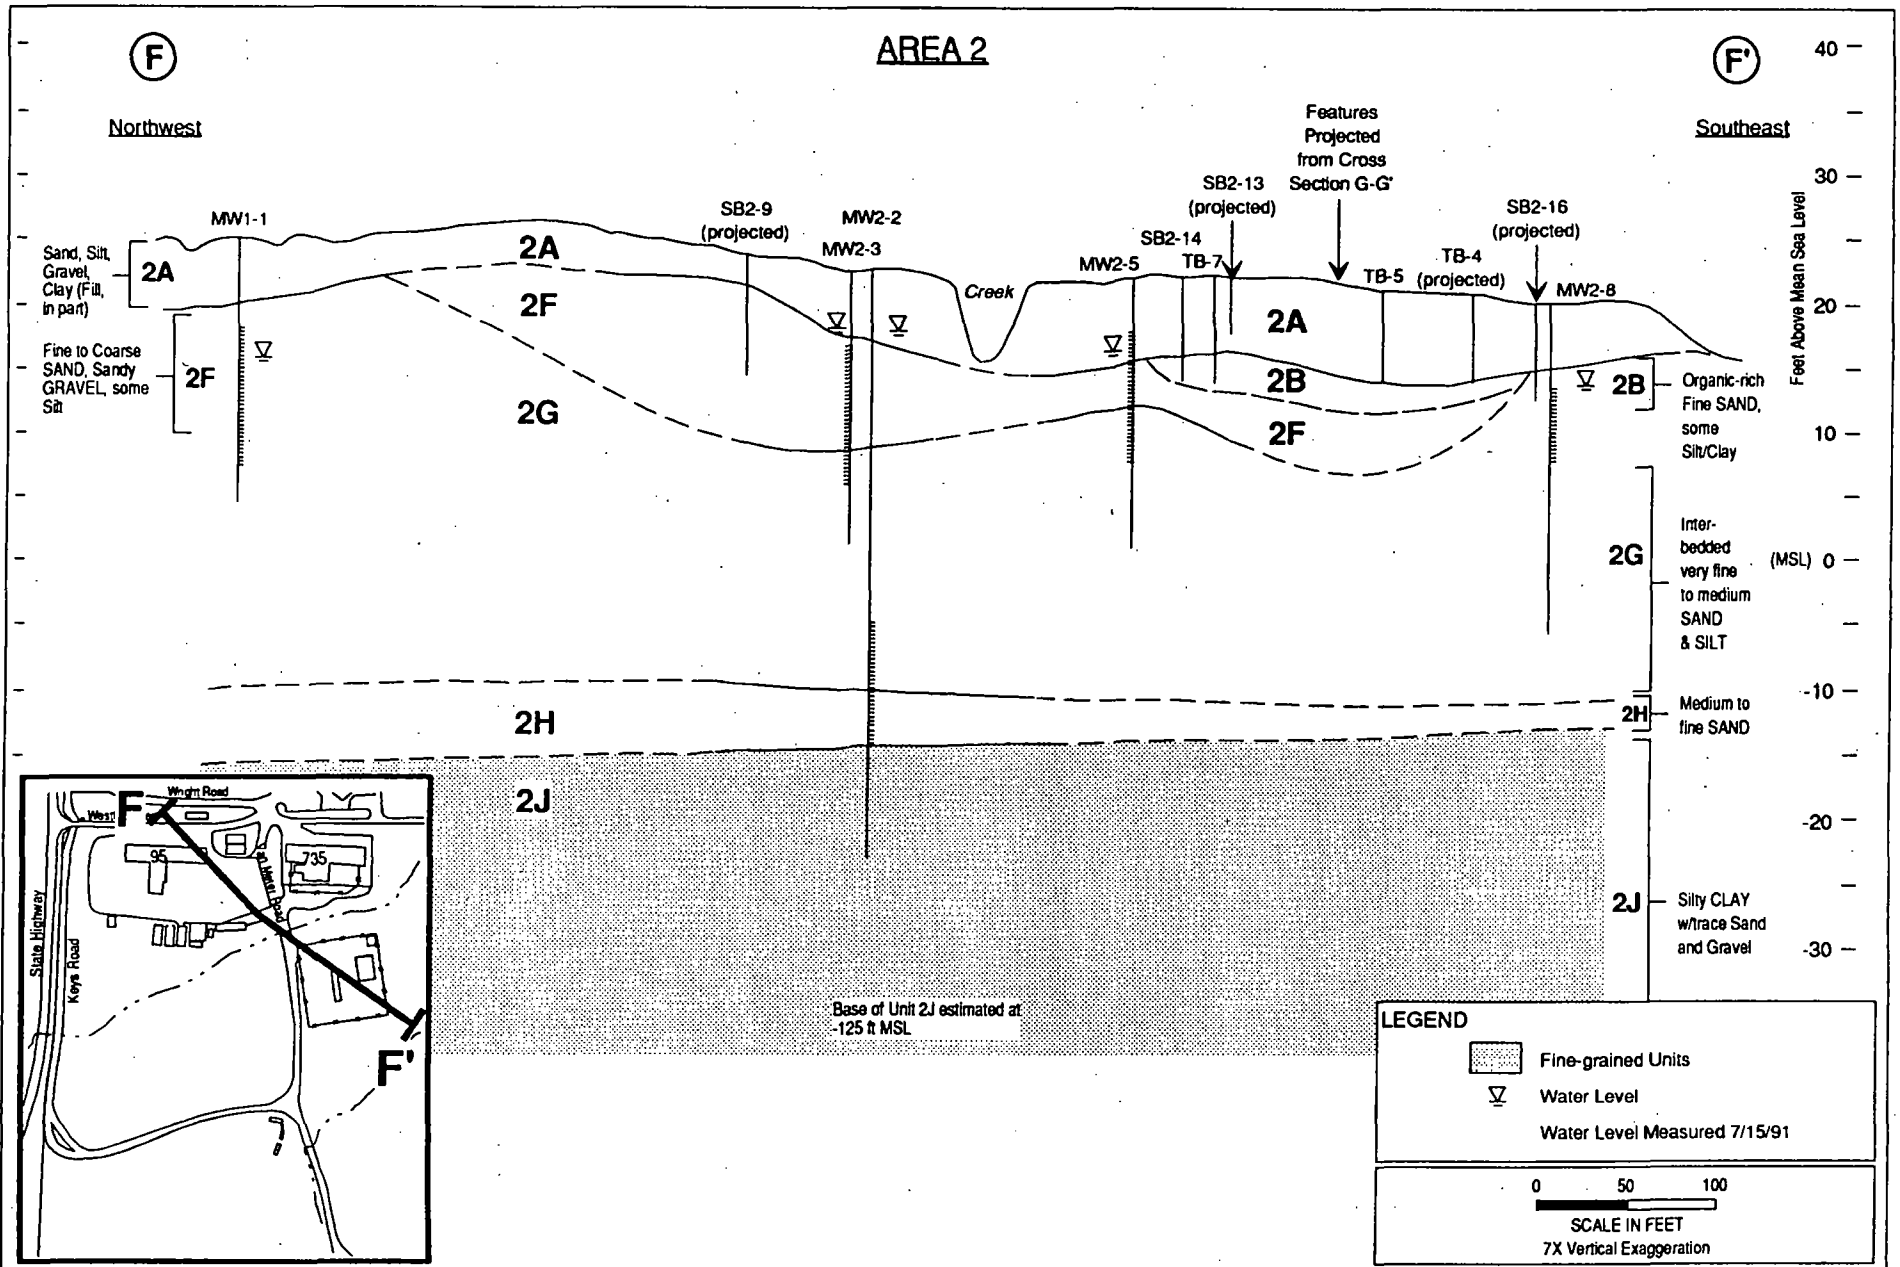 AREA 2
F
F'
Northwest
Southeast
Features
Projected
from Cross
Section G-G'
MW1-1
SB2-9
(projected)
MW2-2
MW2-3
Creek
MW2-5
SB2-14
TB-7
SB2-13
(projected)
TB-5
TB-4
(projected)
SB2-16
(projected)
MW2-8
40
30
20
10
(MSL) 0
-10
-20
-30
Feet Above Mean Sea Level
Sand, Silt,
Gravel,
Clay (Fill,
in part)
2A
Fine to Coarse
SAND, Sandy
GRAVEL, some
Silt
2F
2A
2F
2G
2H
2J
2A
2B
2F
2B
Organic-rich
Fine SAND,
some
Silt/Clay
2G
Inter-
bedded
very fine
to medium
SAND
& SILT
2H
Medium to
fine SAND
2J
Silty CLAY
w/trace Sand
and Gravel
Base of Unit 2J estimated at
-125 ft MSL
F
Wright Road
West
95
735
Road
State Highway
Keys Road
F'
LEGEND
Fine-grained Units
Water Level
Water Level Measured 7/15/91
0 50 100
SCALE IN FEET
7X Vertical Exaggeration